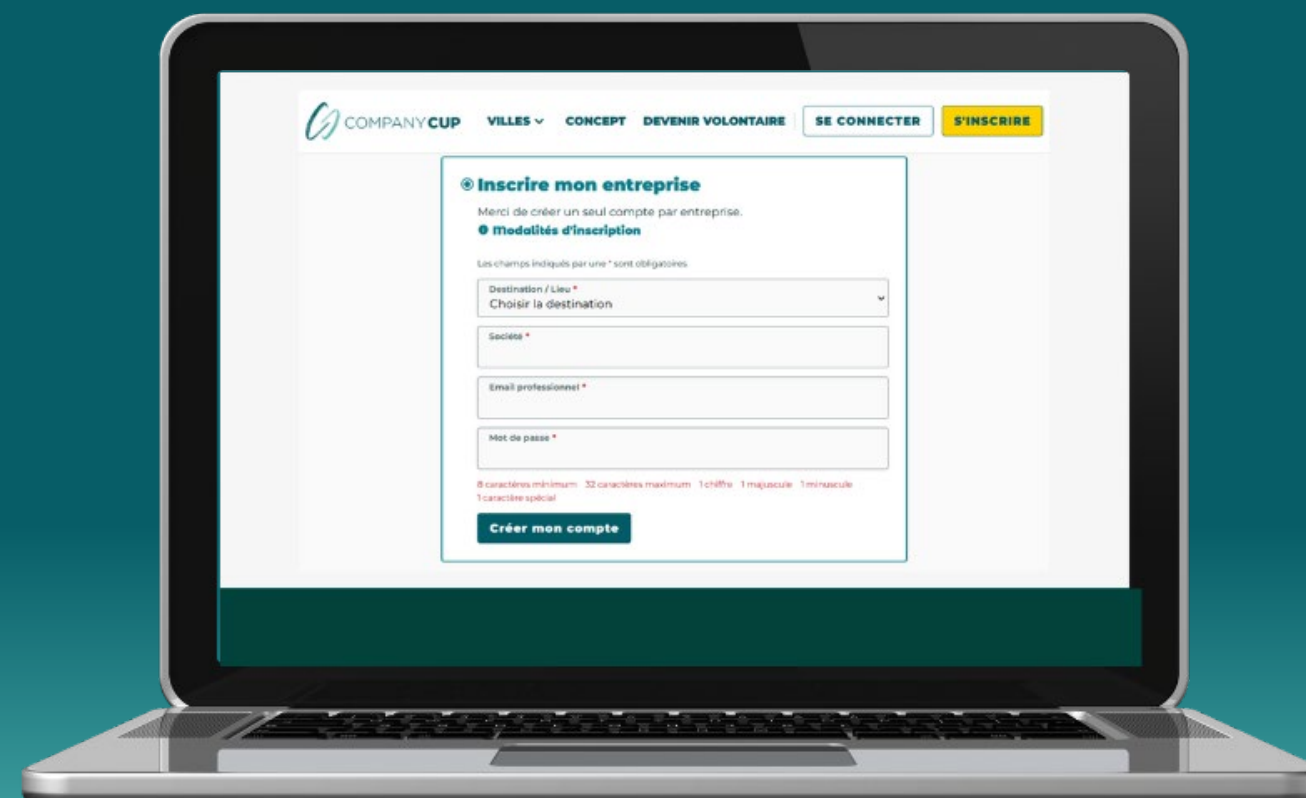 COMPANYCUP VILLES CONCEPT DEVENIR VOLONTAIRE SE CONNECTER S'INSCRIRE
Inscrire mon entreprise
Merci de créer un seul compte par entreprise.
Modalités d'inscription
Les champs indiqués par une * sont obligatoires
Destination / Lieu *
Choisir la destination
Société *
Email professionnel *
Mot de passe *
8 caractères minimum 32 caractères maximum 1 chiffre 1 majuscule 1 minuscule
1 caractère spécial
Créer mon compte